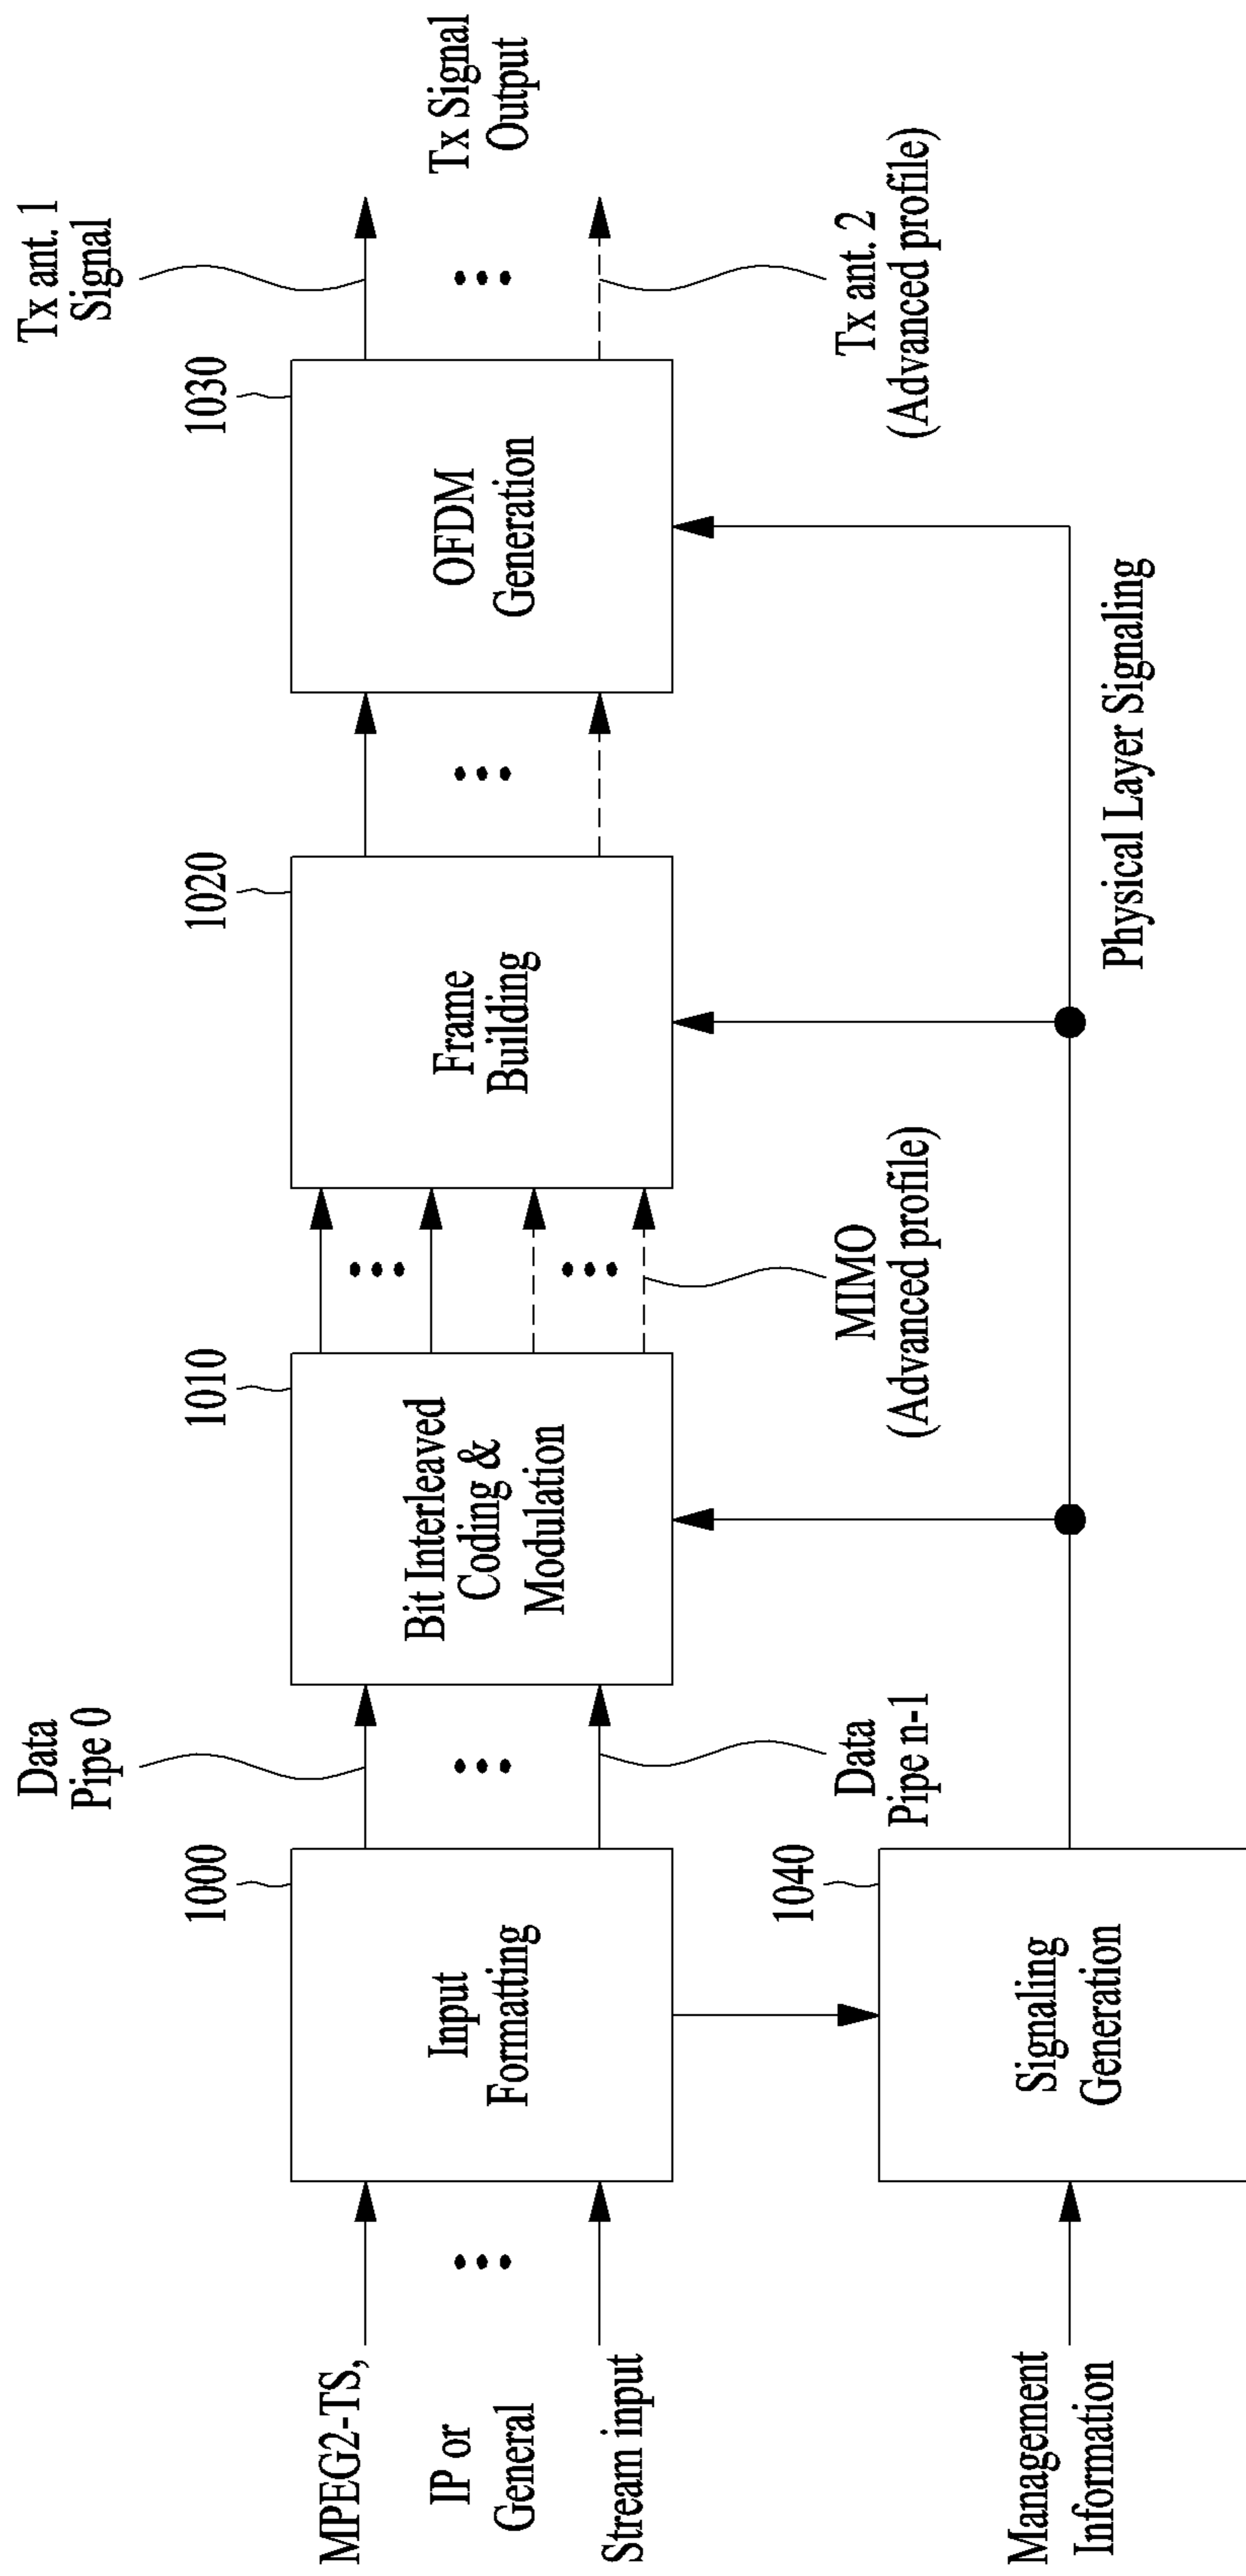 MPEG2-TS,
IP or
General
Stream input
1000
Input
Formatting
Data
Pipe 0
Data
Pipe n-1
1010
Bit Interleaved
Coding &
Modulation
MIMO
(Advanced profile)
1020
Frame
Building
1030
OFDM
Generation
Tx ant. 1
Signal
Tx Signal
Output
Tx ant. 2
(Advanced profile)
Management
Information
1040
Signaling
Generation
Physical Layer Signaling